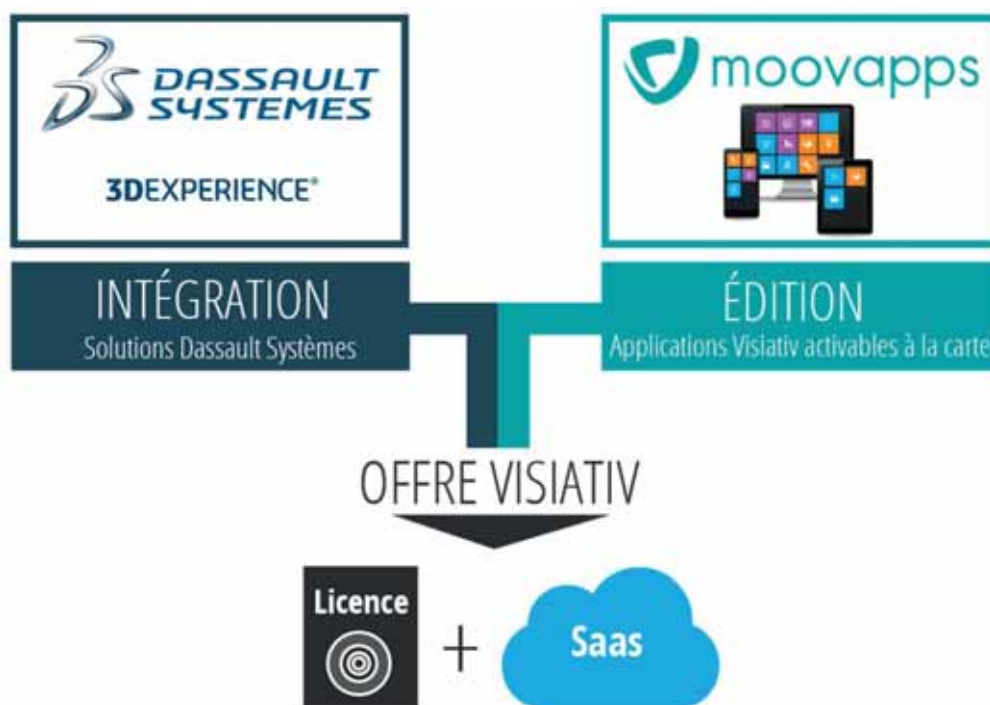 DASSAULT
SYSTEMES
3DEXPERIENCE®
moovapps
INTÉGRATION
Solutions Dassault Systèmes
ÉDITION
Applications Visiativ activables à la carte
OFFRE VISIATIV
Licence
+
Saas